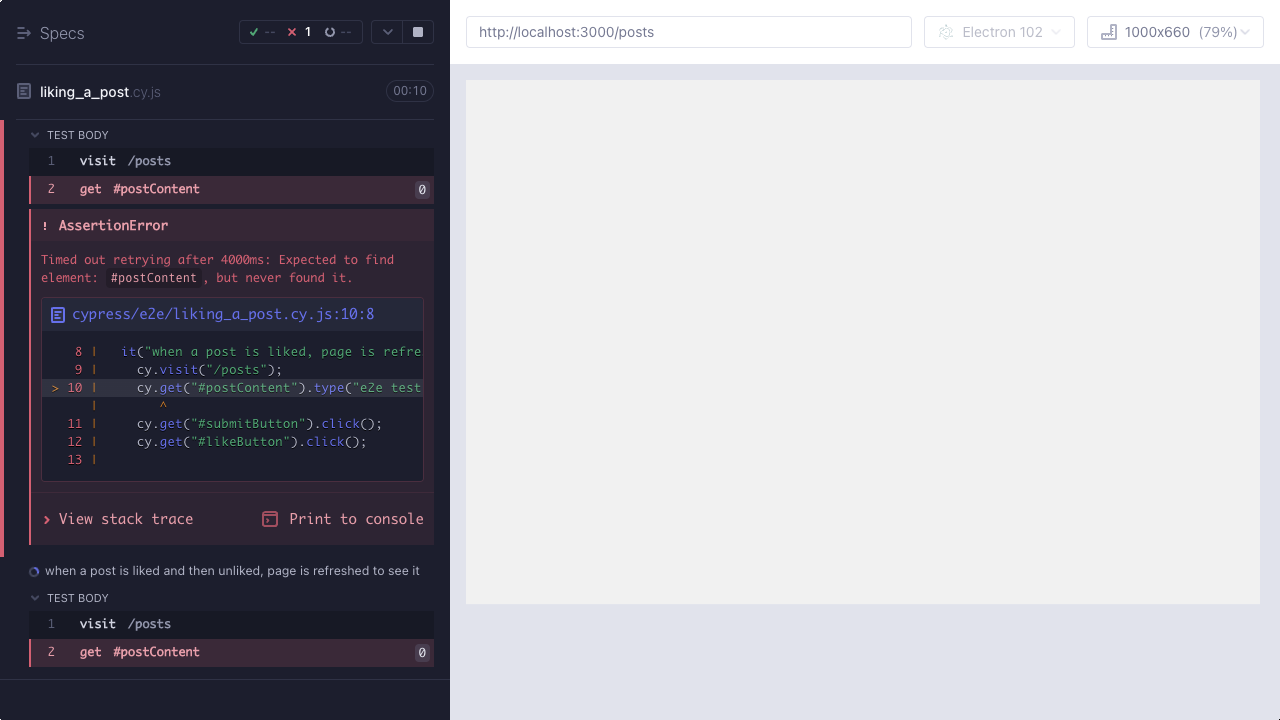 Specs
-- 1 --
liking_a_post.cy.js 00:10
TEST BODY
1 visit /posts
2 get #postContent 0
! AssertionError
Timed out retrying after 4000ms: Expected to find
element: #postContent, but never found it.
cypress/e2e/liking_a_post.cy.js:10:8
8 | it("when a post is liked, page is refre
9 | cy.visit("/posts");
> 10 | cy.get("#postContent").type("e2e test
| ^
11 | cy.get("#submitButton").click();
12 | cy.get("#likeButton").click();
13 |
View stack trace Print to console
when a post is liked and then unliked, page is refreshed to see it
TEST BODY
1 visit /posts
2 get #postContent 0
http://localhost:3000/posts
Electron 102
1000x660 (79%)